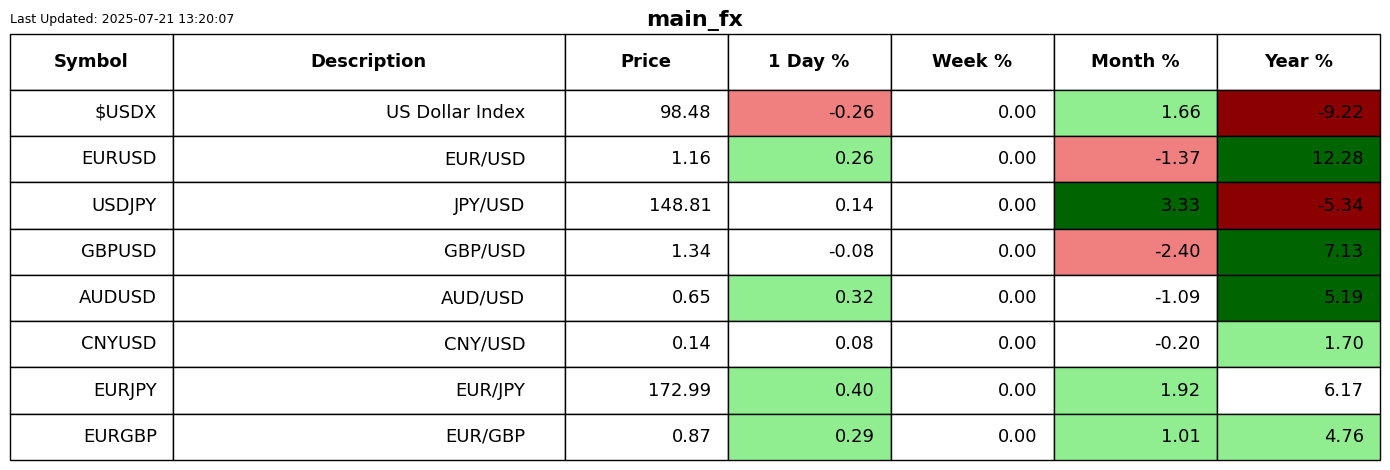 Last Updated: 2025-07-21 13:20:07
main_fx
Symbol Description Price 1 Day % Week % Month % Year %
$USDX US Dollar Index 98.48 -0.26 0.00 1.66 -9.22
EURUSD EUR/USD 1.16 0.26 0.00 -1.37 12.28
USDJPY JPY/USD 148.81 0.14 0.00 3.33 -5.34
GBPUSD GBP/USD 1.34 -0.08 0.00 -2.40 7.13
AUDUSD AUD/USD 0.65 0.32 0.00 -1.09 5.19
CNYUSD CNY/USD 0.14 0.08 0.00 -0.20 1.70
EURJPY EUR/JPY 172.99 0.40 0.00 1.92 6.17
EURGBP EUR/GBP 0.87 0.29 0.00 1.01 4.76